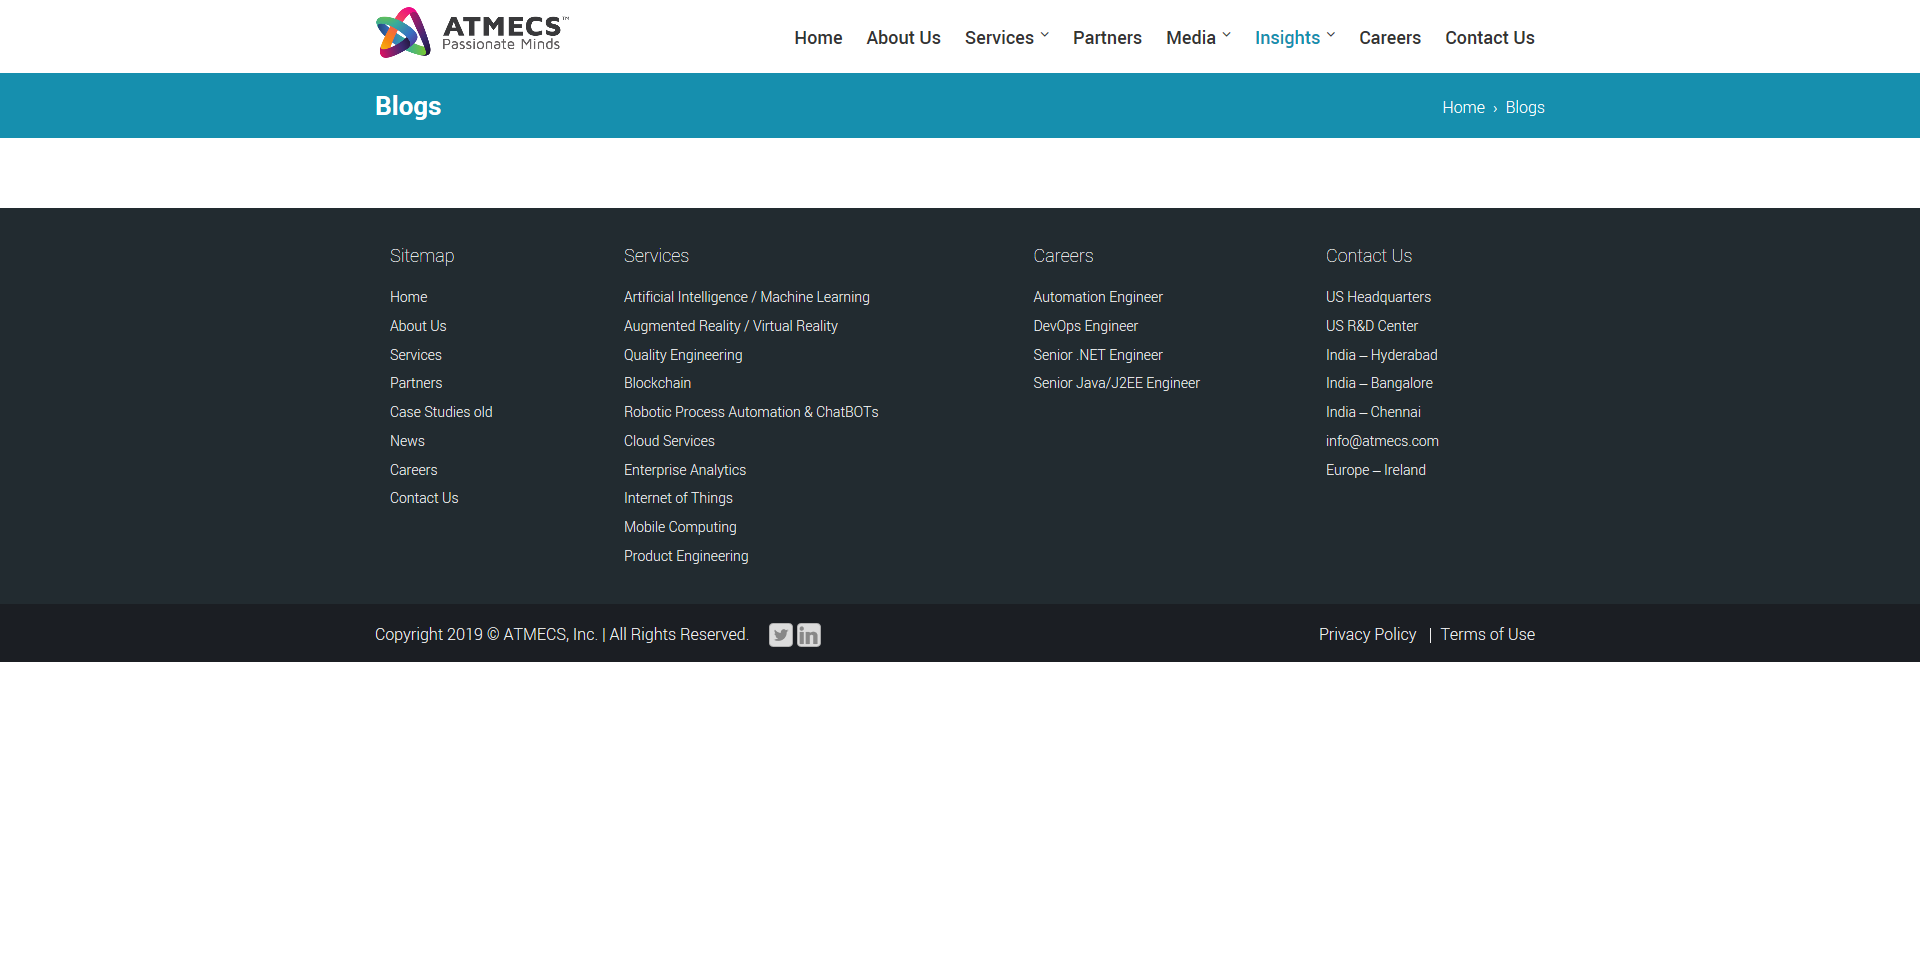 ATMECS™
Passionate Minds
Home About Us Services Partners Media Insights Careers Contact Us
Blogs
Home › Blogs
Sitemap
Home
About Us
Services
Partners
Case Studies old
News
Careers
Contact Us
Services
Artificial Intelligence / Machine Learning
Augmented Reality / Virtual Reality
Quality Engineering
Blockchain
Robotic Process Automation & ChatBOTs
Cloud Services
Enterprise Analytics
Internet of Things
Mobile Computing
Product Engineering
Careers
Automation Engineer
DevOps Engineer
Senior .NET Engineer
Senior Java/J2EE Engineer
Contact Us
US Headquarters
US R&D Center
India – Hyderabad
India – Bangalore
India – Chennai
info@atmecs.com
Europe – Ireland
Copyright 2019 © ATMECS, Inc. | All Rights Reserved.
Privacy Policy | Terms of Use